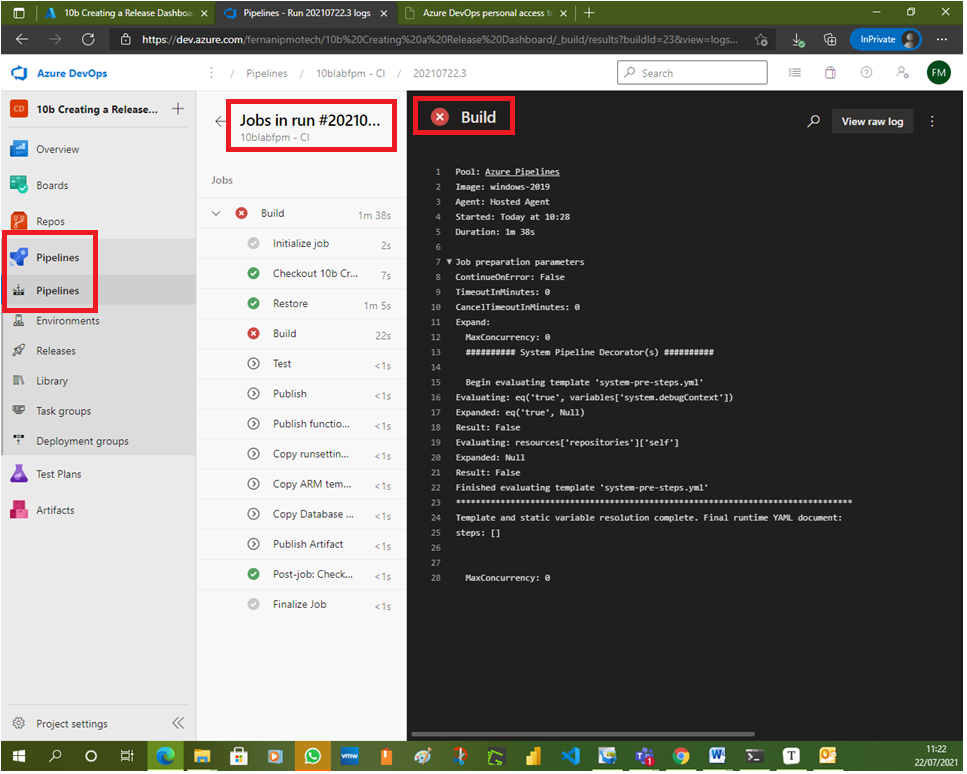 10b Creating a Release Dashboa
Pipelines - Run 20210722.3 logs
Azure DevOps personal access to
https://dev.azure.com/fernanipmotech/10b%20Creating%20a%20Release%20Dashboard/_build/results?buildId=23&view=logs...
InPrivate
Azure DevOps
/ Pipelines / 10blabfpm - CI / 20210722.3
Search
FM
CD
10b Creating a Release...
Overview
Boards
Repos
Pipelines
Pipelines
Environments
Releases
Library
Task groups
Deployment groups
Test Plans
Artifacts
Project settings
Jobs in run #20210...
10blabfpm - CI
Jobs
Build 1m 38s
Initialize job 2s
Checkout 10b Cr... 7s
Restore 1m 5s
Build 22s
Test <1s
Publish <1s
Publish functio... <1s
Copy runsettin... <1s
Copy ARM tem... <1s
Copy Database ... <1s
Publish Artifact <1s
Post-job: Check... <1s
Finalize Job <1s
Build
View raw log
1 Pool: Azure Pipelines
2 Image: windows-2019
3 Agent: Hosted Agent
4 Started: Today at 10:28
5 Duration: 1m 38s
6
7 Job preparation parameters
8 ContinueOnError: False
9 TimeoutInMinutes: 0
10 CancelTimeoutInMinutes: 0
11 Expand:
12 MaxConcurrency: 0
13 ########## System Pipeline Decorator(s) ##########
14
15 Begin evaluating template 'system-pre-steps.yml'
16 Evaluating: eq('true', variables['system.debugContext'])
17 Expanded: eq('true', Null)
18 Result: False
19 Evaluating: resources['repositories']['self']
20 Expanded: Null
21 Result: False
22 Finished evaluating template 'system-pre-steps.yml'
23 ********************************************************************************
24 Template and static variable resolution complete. Final runtime YAML document:
25 steps: []
26
27
28 MaxConcurrency: 0
vmw
1
W
T
11:22
22/07/2021